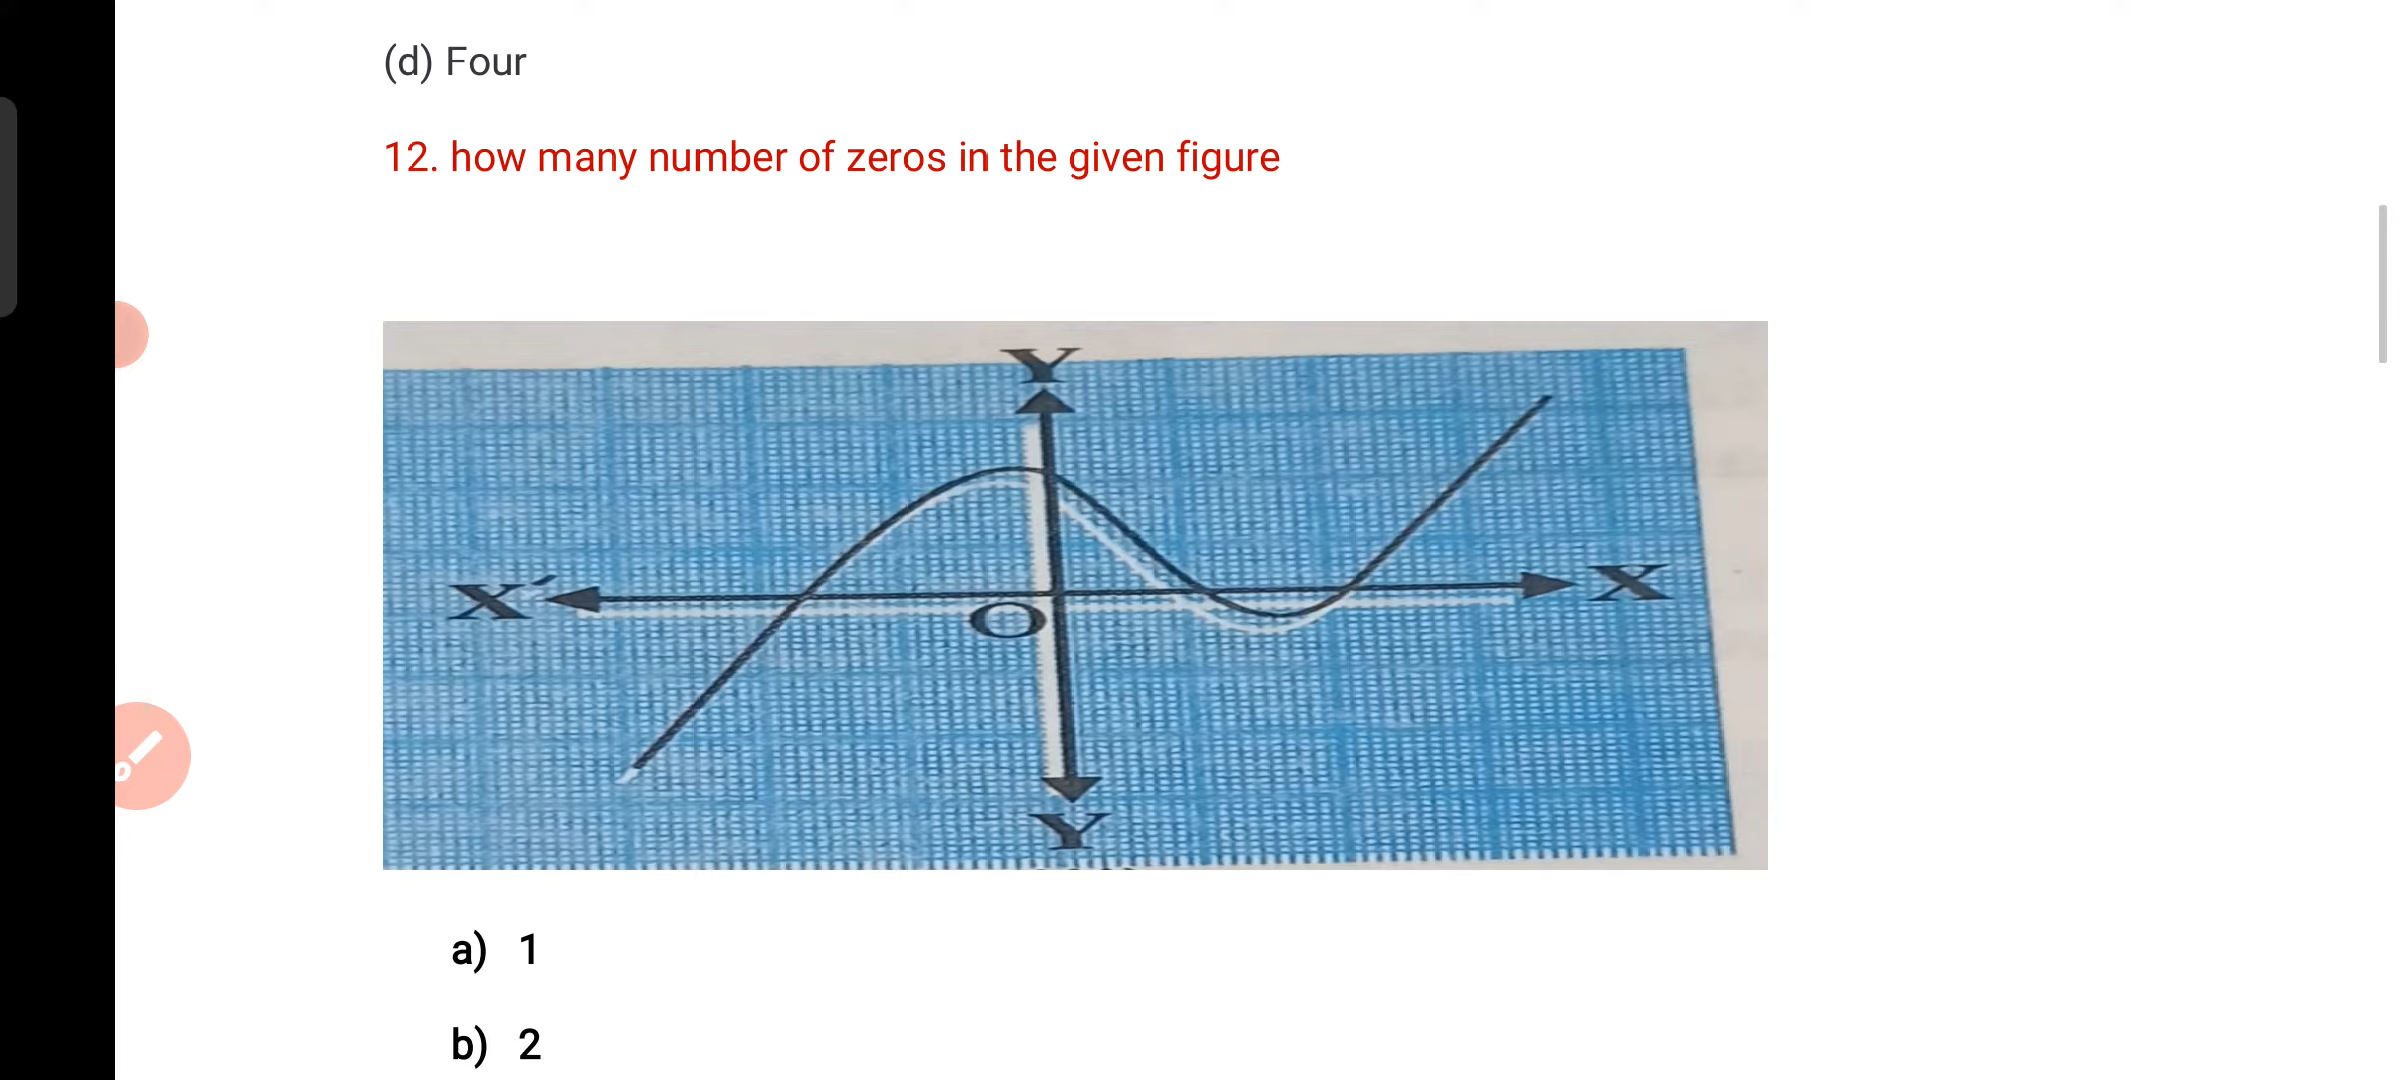 (d) Four
12. how many number of zeros in the given figure
Y
X′ X
O
Y
a) 1
b) 2